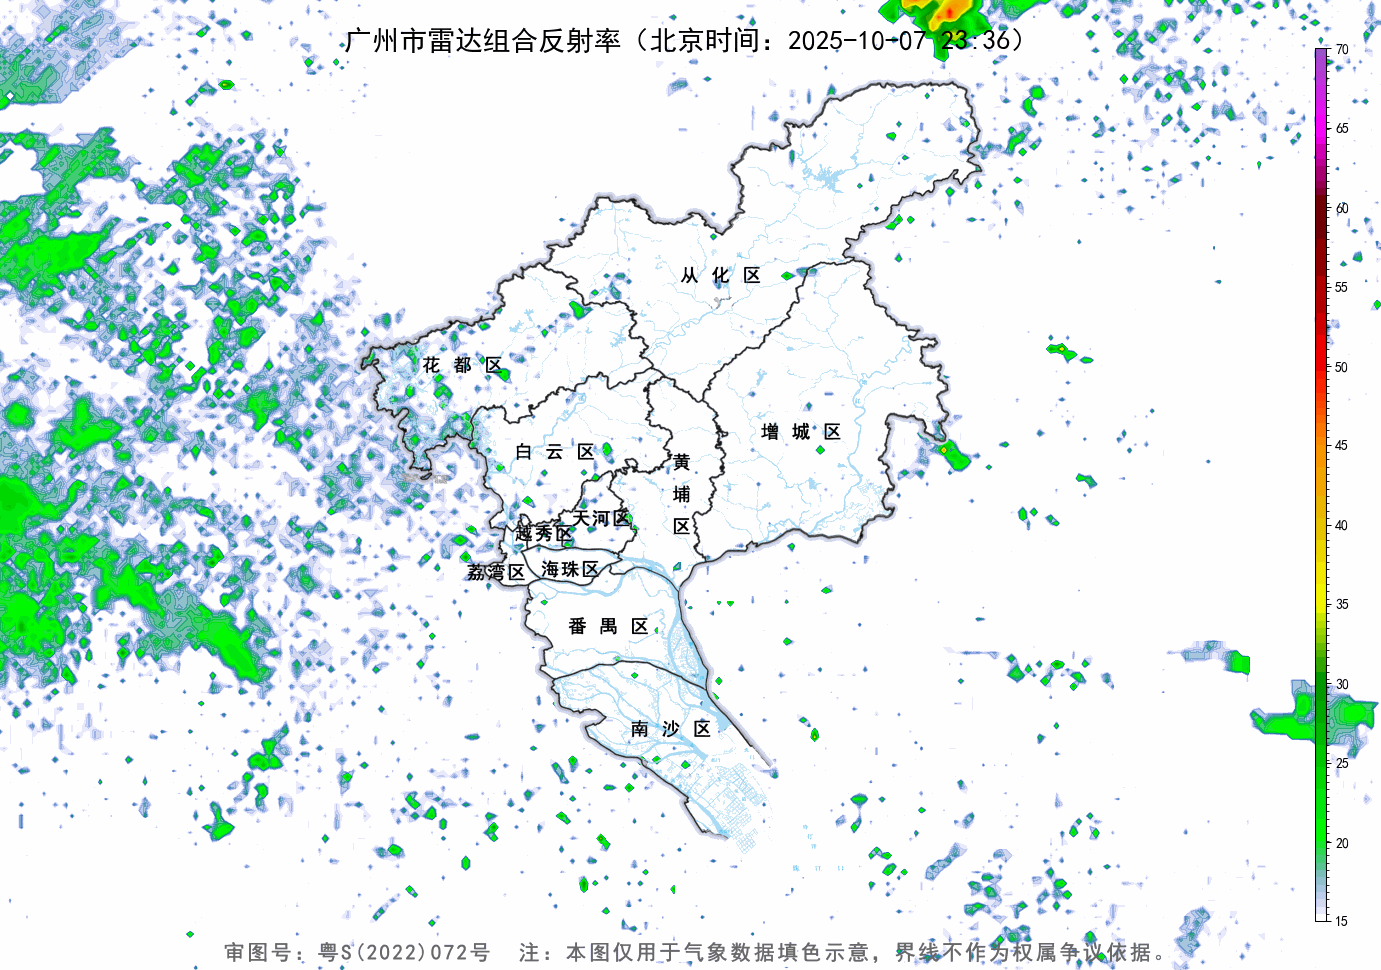 广州市雷达组合反射率（北京时间：2025-10-07 23:36）
70
65
60
55
50
45
40
35
30
25
20
15
从化区
花都区
增城区
白云区
黄埔区
天河区
越秀区
海珠区
荔湾区
番禺区
南沙区
审图号：粤S(2022)072号 注：本图仅用于气象数据填色示意，界线不作为权属争议依据。